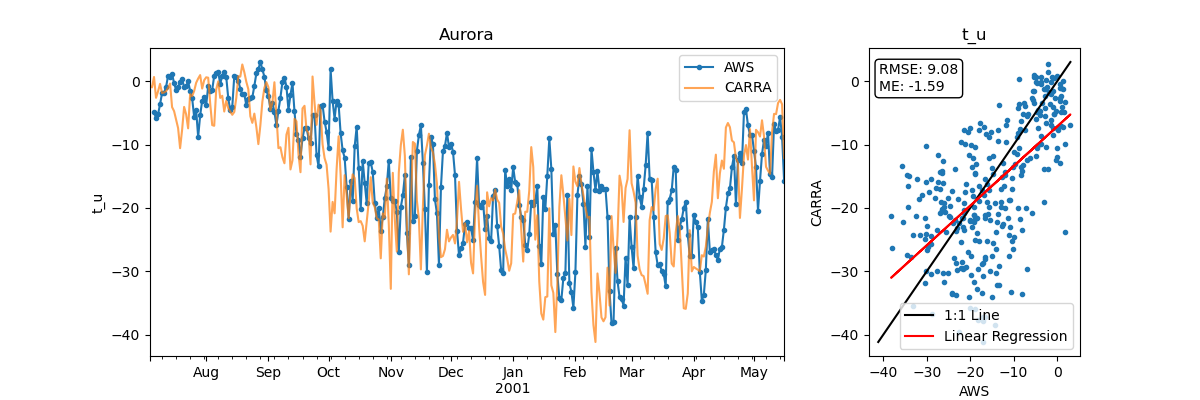 Aurora
t_u
0
−10
−20
−30
−40
AWS
CARRA
Aug
Sep
Oct
Nov
Dec
Jan
2001
Feb
Mar
Apr
May
t_u
CARRA
0
−10
−20
−30
−40
RMSE: 9.08
ME: -1.59
1:1 Line
Linear Regression
−40
−30
−20
−10
0
AWS